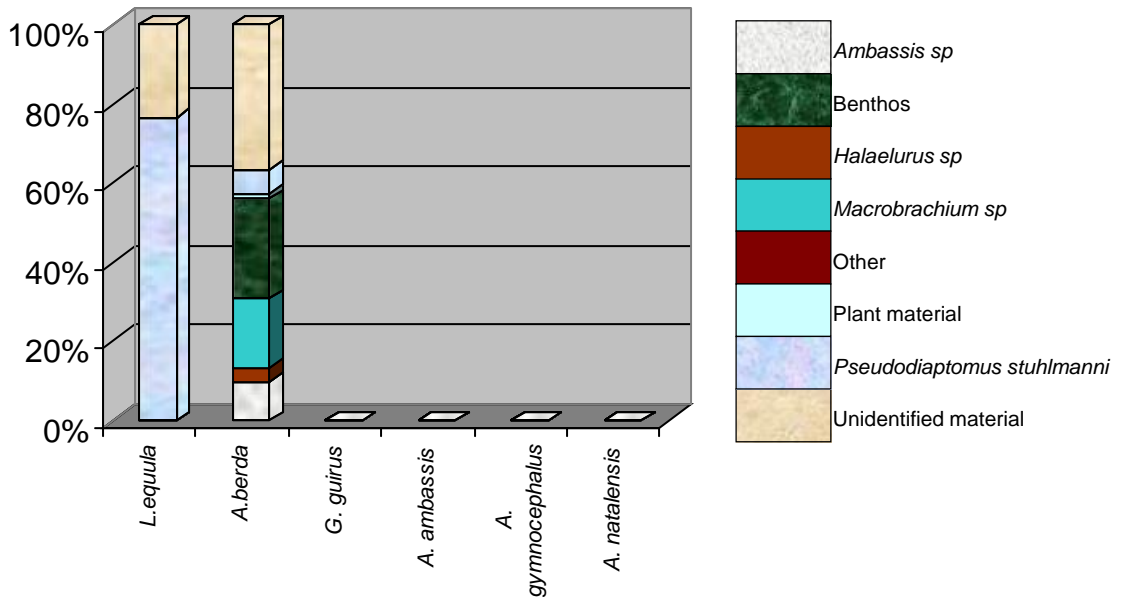 100%
80%
60%
40%
20%
0%
L.equula
A.berda
G. guirus
A. ambassis
A.
gymnocephalus
A. natalensis
Ambassis sp
Benthos
Halaelurus sp
Macrobrachium sp
Other
Plant material
Pseudodiaptomus stuhlmanni
Unidentified material